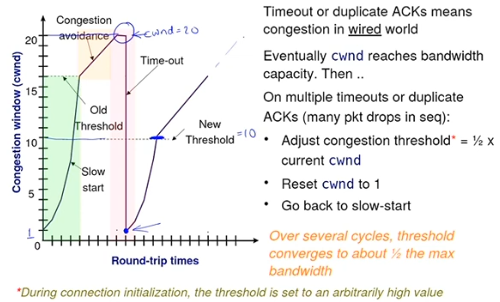 Congestion
avoidance
cwnd=20
Time-out
Old
Threshold
New
Threshold =10
Slow
start
Congestion window (cwnd)
20
15
10
5
1
0
Round-trip times
Timeout or duplicate ACKs means
congestion in wired world
Eventually cwnd reaches bandwidth
capacity. Then ..
On multiple timeouts or duplicate
ACKs (many pkt drops in seq):
• Adjust congestion threshold* = ½ x
current cwnd
• Reset cwnd to 1
• Go back to slow-start
Over several cycles, threshold
converges to about ½ the max
bandwidth
*During connection initialization, the threshold is set to an arbitrarily high value